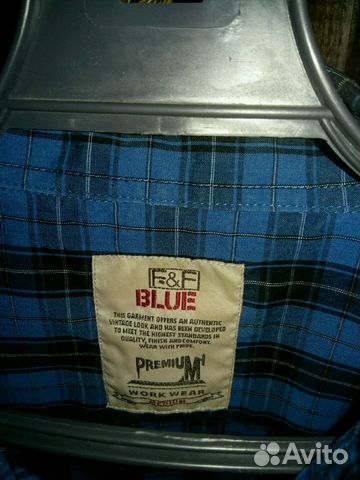 F&F
BLUE
THIS GARMENT OFFERS AN AUTHENTIC
VINTAGE LOOK AND HAS BEEN DEVELOPED
TO MEET THE HIGHEST STANDARDS IN
QUALITY, FINISH AND COMFORT.
WEAR WITH PRIDE.
PREMIUM
WORK WEAR
MEDIUM
Avito